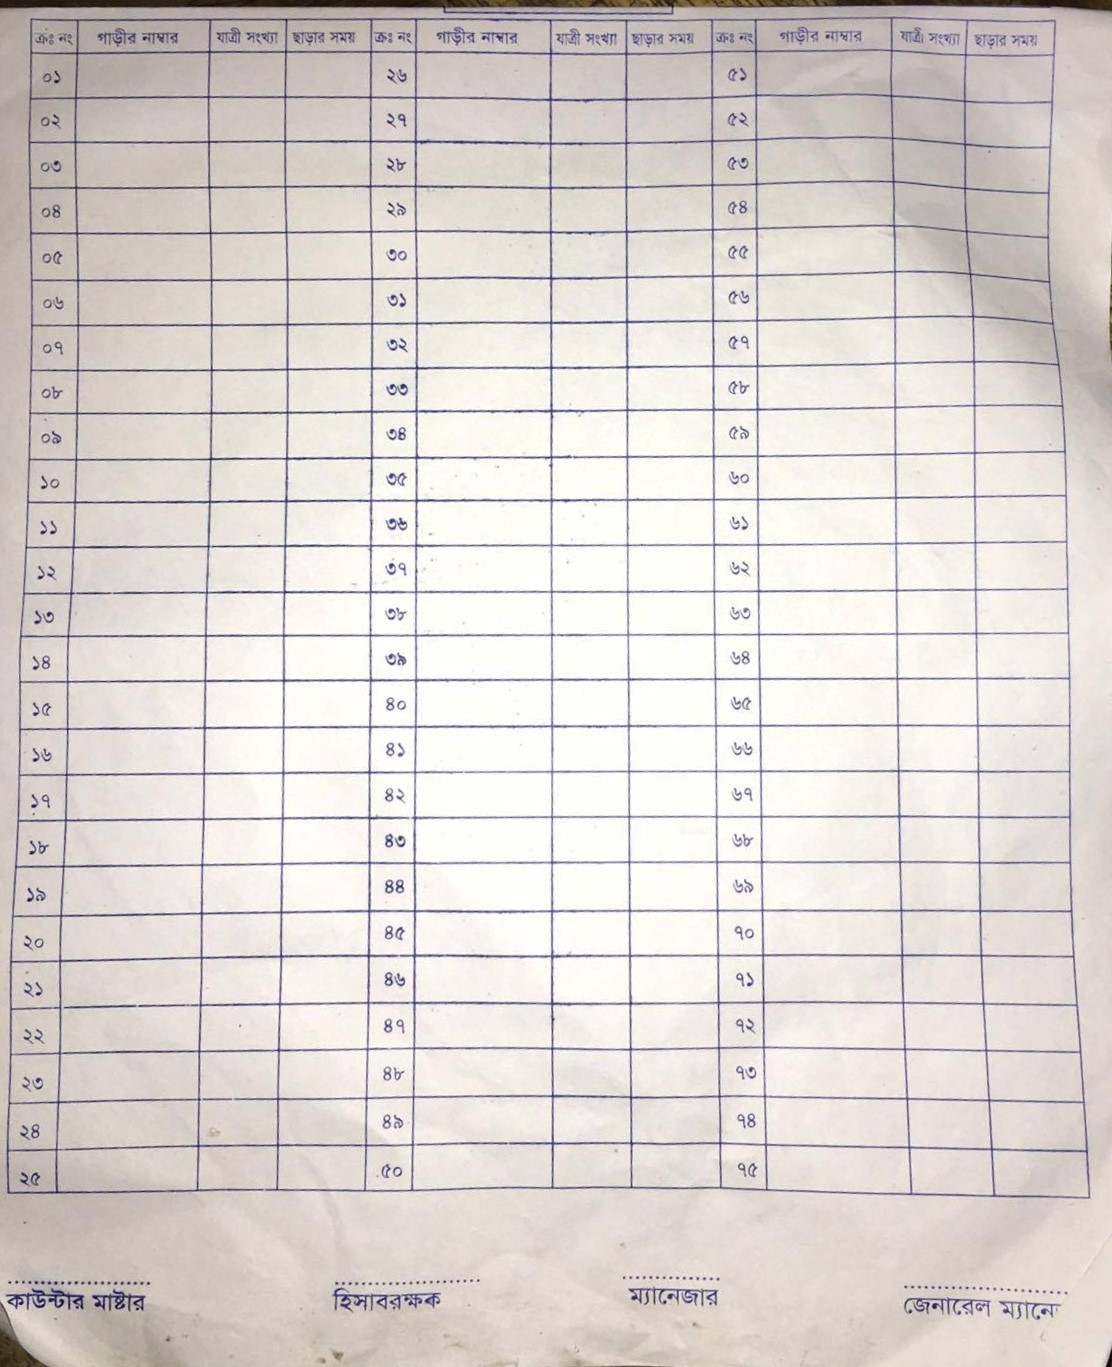 ক্রঃ নং গাড়ীর নাম্বার যাত্রী সংখ্যা ছাড়ার সময় ক্রঃ নং গাড়ীর নাম্বার যাত্রী সংখ্যা ছাড়ার সময় ক্রঃ নং গাড়ীর নাম্বার যাত্রী সংখ্যা ছাড়ার সময়
০১ ২৬ ৫১
০২ ২৭ ৫২
০৩ ২৮ ৫৩
০৪ ২৯ ৫৪
০৫ ৩০ ৫৫
০৬ ৩১ ৫৬
০৭ ৩২ ৫৭
০৮ ৩৩ ৫৮
০৯ ৩৪ ৫৯
১০ ৩৫ ৬০
১১ ৩৬ ৬১
১২ ৩৭ ৬২
১৩ ৩৮ ৬৩
১৪ ৩৯ ৬৪
১৫ ৪০ ৬৫
১৬ ৪১ ৬৬
১৭ ৪২ ৬৭
১৮ ৪৩ ৬৮
১৯ ৪৪ ৬৯
২০ ৪৫ ৭০
২১ ৪৬ ৭১
২২ ৪৭ ৭২
২৩ ৪৮ ৭৩
২৪ ৪৯ ৭৪
২৫ ৫০ ৭৫
কাউন্টার মাষ্টার হিসাবরক্ষক ম্যানেজার জেনারেল ম্যানে